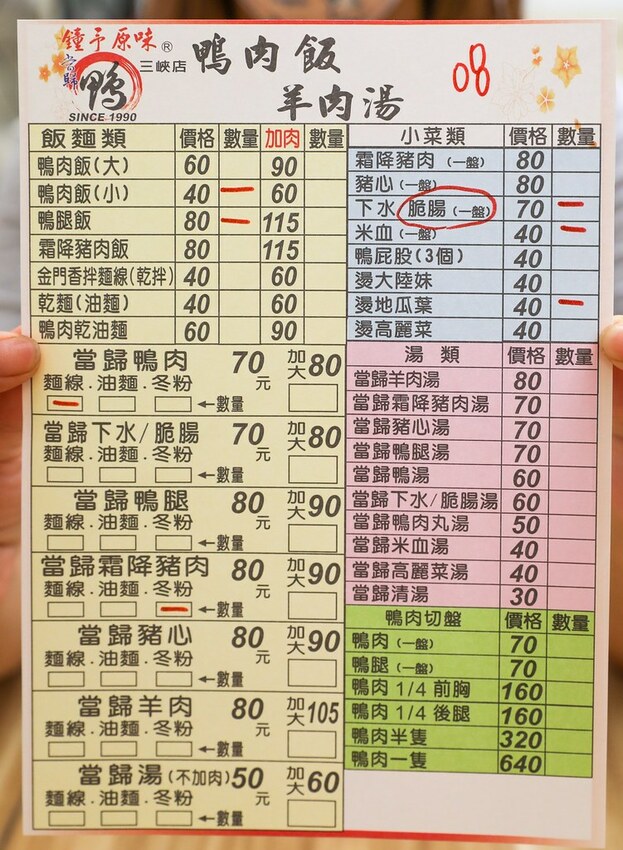 鐘予原味®
當歸鴨
SINCE 1990
三峽店
鴨肉飯
羊肉湯
08
飯麵類 價格 數量 加肉 數量
鴨肉飯(大) 60 90
鴨肉飯(小) 40 一 60
鴨腿飯 80 一 115
霜降豬肉飯 80 115
金門香拌麵線(乾拌) 40 60
乾麵(油麵) 40 60
鴨肉乾油麵 60 90
當歸鴨肉 70元 加大80
麵線.油麵.冬粉
一 ←數量
當歸下水/脆腸 70元 加大80
麵線.油麵.冬粉
←數量
當歸鴨腿 80元 加大90
麵線.油麵.冬粉
←數量
當歸霜降豬肉 80元 加大90
麵線.油麵.冬粉
一 ←數量
當歸豬心 80元 加大90
麵線.油麵.冬粉
←數量
當歸羊肉 80元 加大105
麵線.油麵.冬粉
←數量
當歸湯(不加肉) 50元 加大60
麵線.油麵.冬粉
←數量
小菜類 價格 數量
霜降豬肉(一盤) 80
豬心(一盤) 80
下水 脆腸(一盤) 70 一
米血(一盤) 40 一
鴨屁股(3個) 40
燙大陸妹 40
燙地瓜葉 40 一
燙高麗菜 40
湯類 價格 數量
當歸羊肉湯 80
當歸霜降豬肉湯 70
當歸豬心湯 70
當歸鴨腿湯 70
當歸鴨湯 60
當歸下水/脆腸湯 60
當歸鴨肉丸湯 50
當歸米血湯 40
當歸高麗菜湯 40
當歸清湯 30
鴨肉切盤 價格 數量
鴨肉(一盤) 70
鴨腿(一盤) 70
鴨肉1/4前胸 160
鴨肉1/4後腿 160
鴨肉半隻 320
鴨肉一隻 640